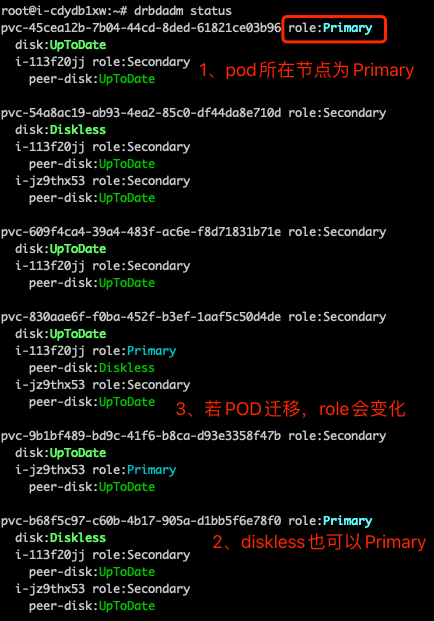 root@i-cdydb1xw:~# drbdadm status
pvc-45cea12b-7b04-44cd-8ded-61821ce03b96 role:Primary
disk:UpToDate
i-113f20jj role:Secondary
peer-disk:UpToDate
1、pod所在节点为Primary
pvc-54a8ac19-ab93-4ea2-85c0-df44da8e710d role:Secondary
disk:Diskless
i-113f20jj role:Secondary
peer-disk:UpToDate
i-jz9thx53 role:Secondary
peer-disk:UpToDate
pvc-609f4ca4-39a4-483f-ac6e-f8d71831b71e role:Secondary
disk:UpToDate
i-113f20jj role:Secondary
peer-disk:UpToDate
pvc-830aae6f-f0ba-452f-b3ef-1aaf5c50d4de role:Secondary
disk:UpToDate
i-113f20jj role:Primary
peer-disk:Diskless
i-jz9thx53 role:Secondary
peer-disk:UpToDate
3、若POD迁移，role会变化
pvc-9b1bf489-bd9c-41f6-b8ca-d93e3358f47b role:Secondary
disk:UpToDate
i-jz9thx53 role:Primary
peer-disk:UpToDate
pvc-b68f5c97-c60b-4b17-905a-d1bb5f6e78f0 role:Primary
disk:Diskless
2、diskless也可以Primary
i-113f20jj role:Secondary
peer-disk:UpToDate
i-jz9thx53 role:Secondary
peer-disk:UpToDate